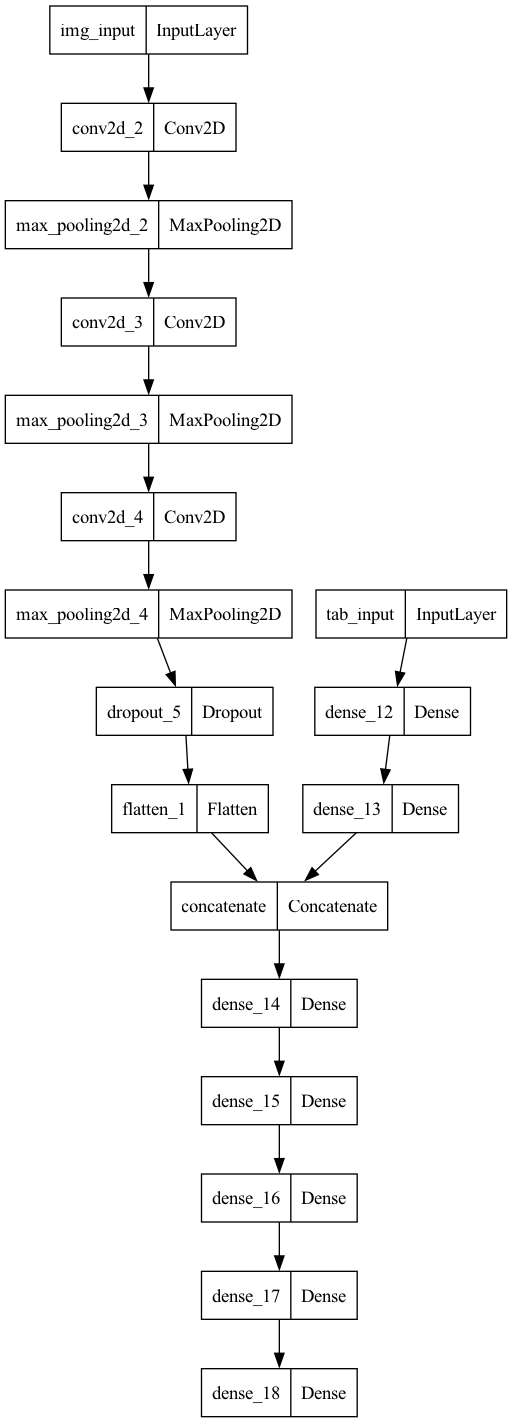 img_input InputLayer
conv2d_2 Conv2D
max_pooling2d_2 MaxPooling2D
conv2d_3 Conv2D
max_pooling2d_3 MaxPooling2D
conv2d_4 Conv2D
max_pooling2d_4 MaxPooling2D
tab_input InputLayer
dropout_5 Dropout
dense_12 Dense
flatten_1 Flatten
dense_13 Dense
concatenate Concatenate
dense_14 Dense
dense_15 Dense
dense_16 Dense
dense_17 Dense
dense_18 Dense